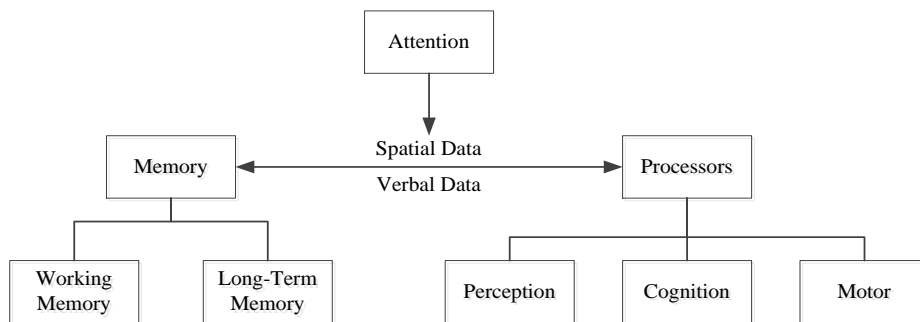 Attention
Spatial Data
Memory
Processors
Verbal Data
Working
Memory
Long-Term
Memory
Perception
Cognition
Motor